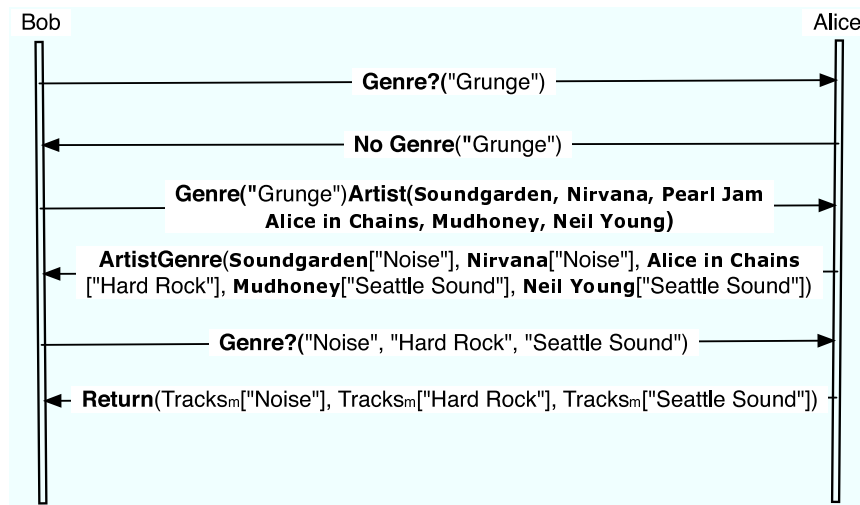 Bob Alice
Genre?("Grunge")
No Genre("Grunge")
Genre("Grunge")Artist(Soundgarden, Nirvana, Pearl Jam
Alice in Chains, Mudhoney, Neil Young)
ArtistGenre(Soundgarden["Noise"], Nirvana["Noise"], Alice in Chains
["Hard Rock"], Mudhoney["Seattle Sound"], Neil Young["Seattle Sound"])
Genre?("Noise", "Hard Rock", "Seattle Sound")
Return(Tracksm["Noise"], Tracksm["Hard Rock"], Tracksm["Seattle Sound"])